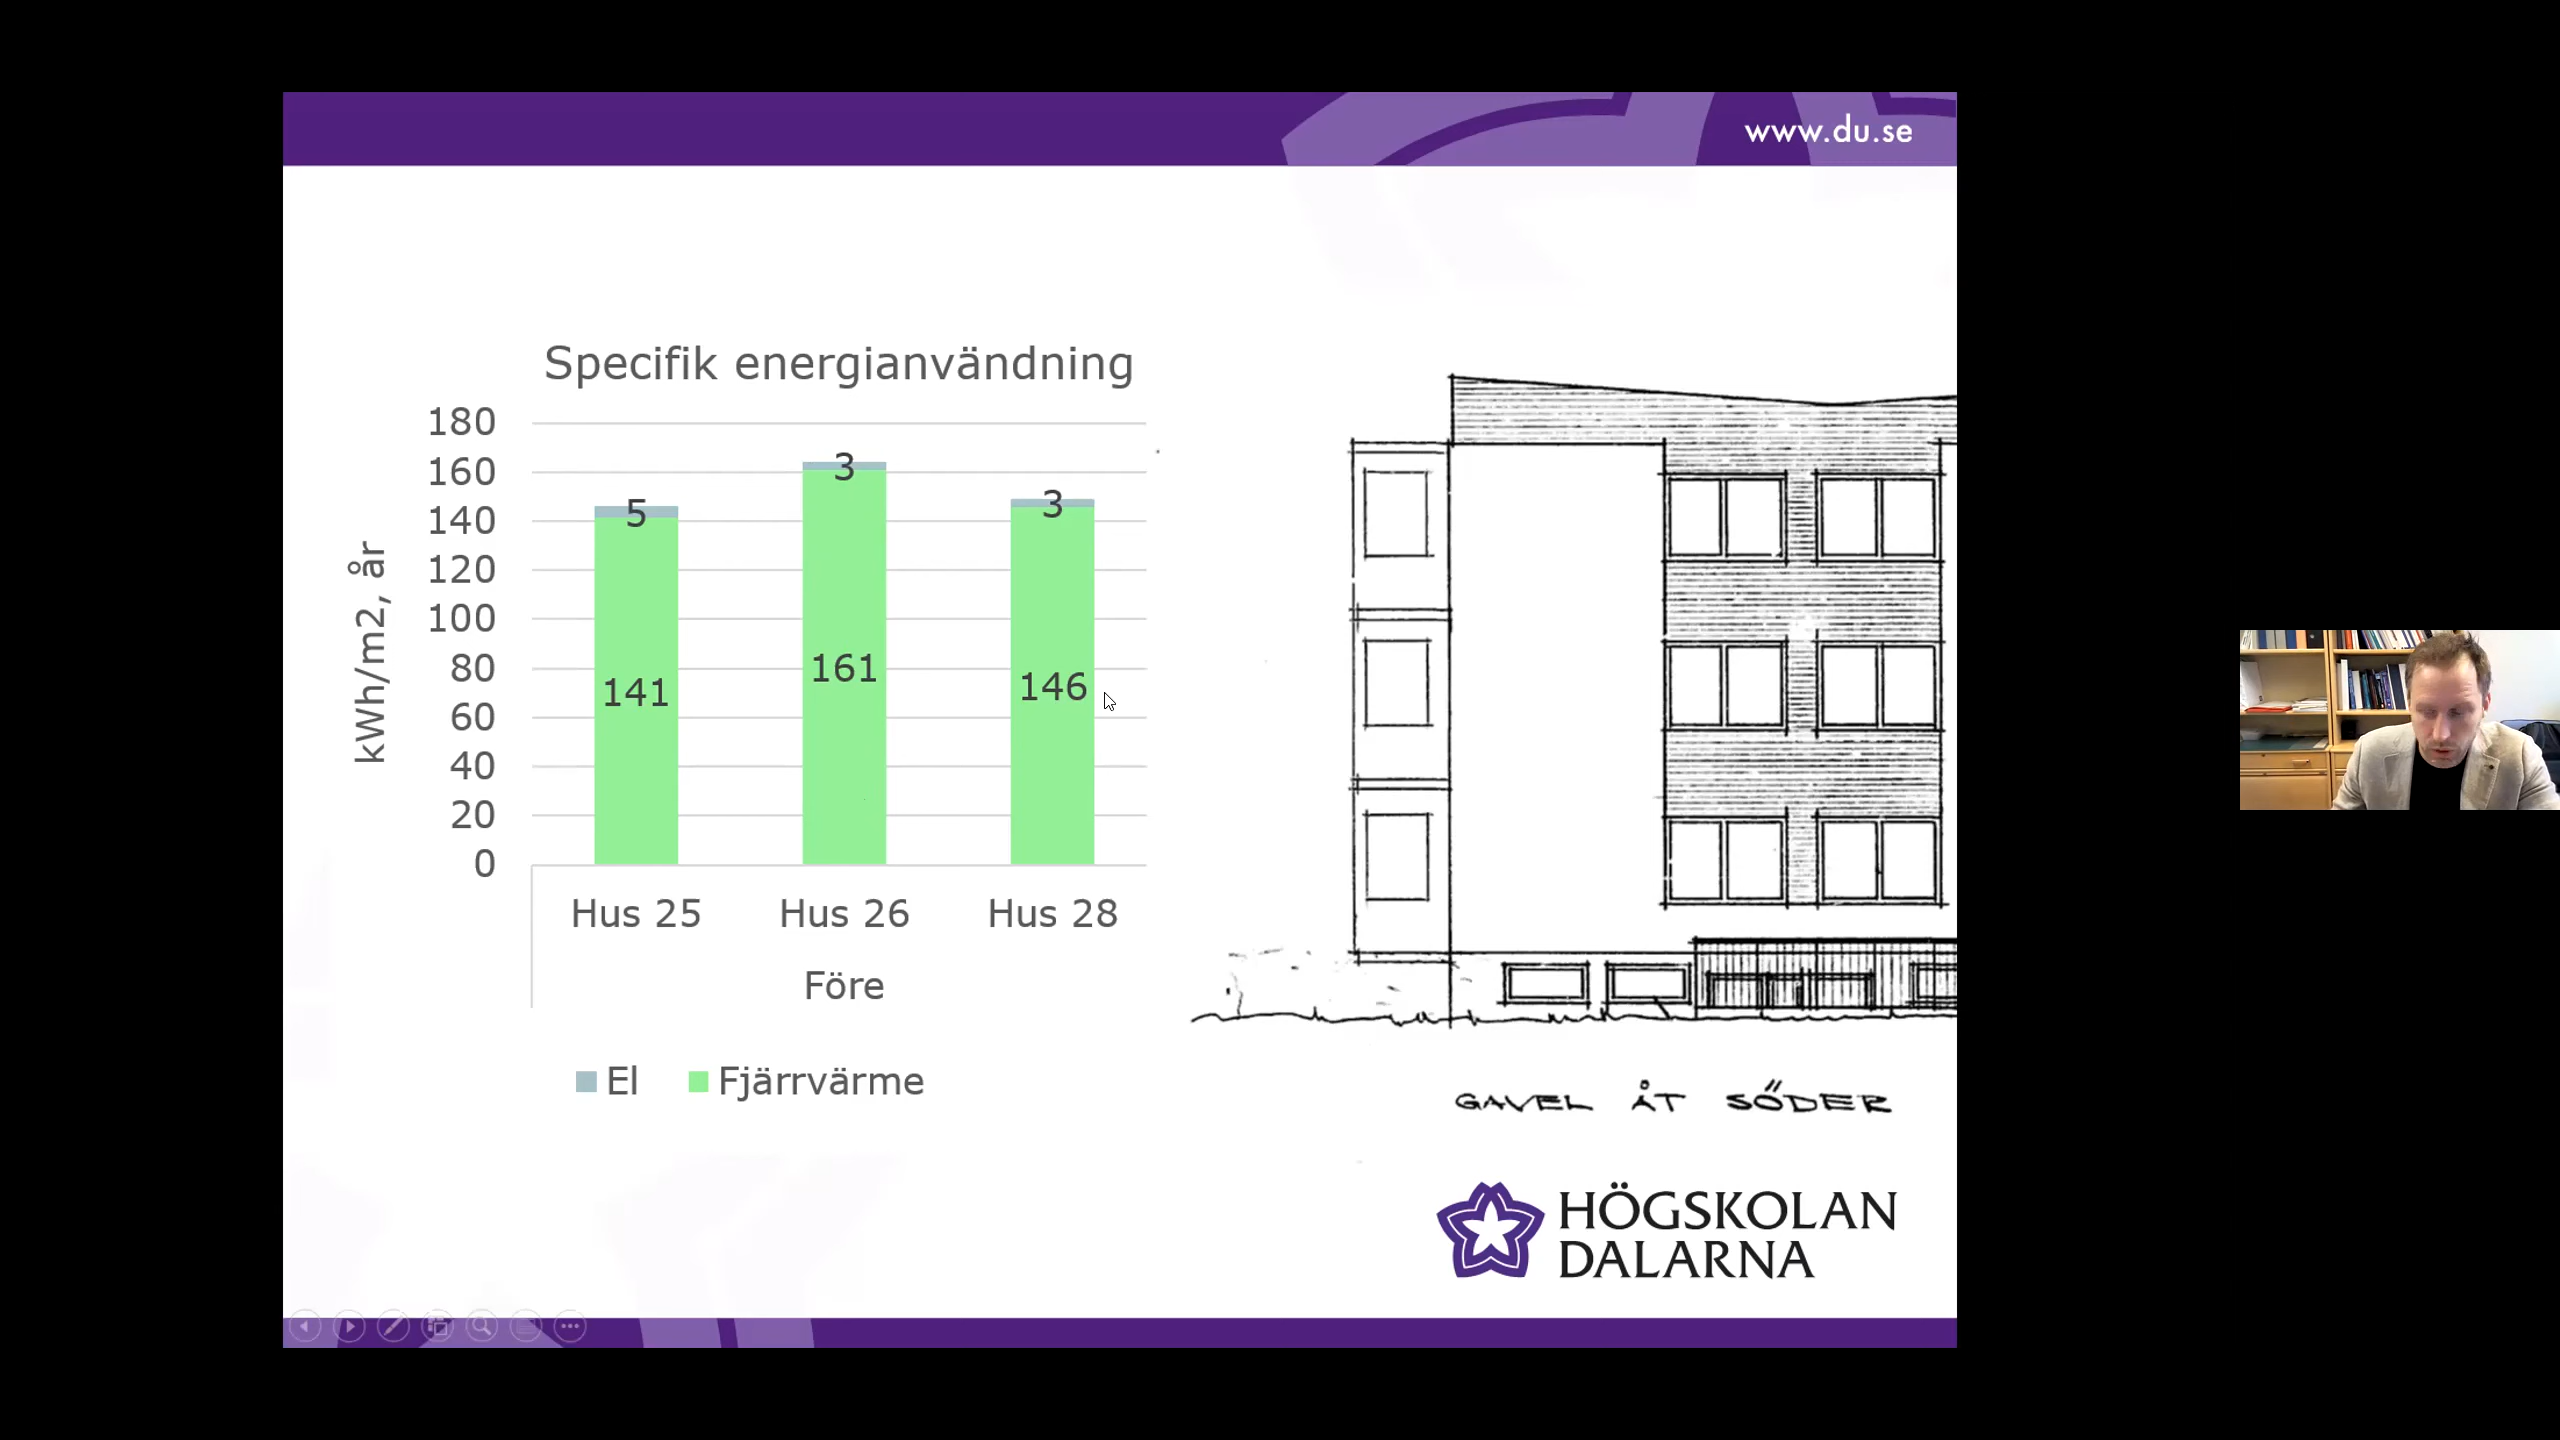 www.du.se
Specifik energianvändning
kWh/m2, år
180
160
140
120
100
80
60
40
20
0
5
3
3
141
161
146
Hus 25 Hus 26 Hus 28
Före
El Fjärrvärme
GAVEL ÅT SÖDER
HÖGSKOLAN
DALARNA